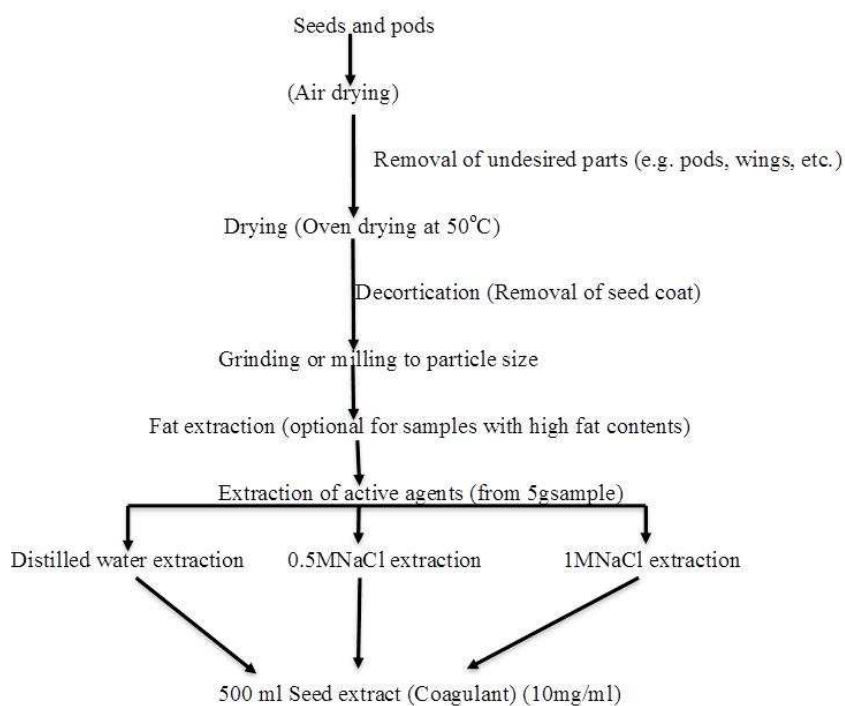 Seeds and pods
(Air drying)
Removal of undesired parts (e.g. pods, wings, etc.)
Drying (Oven drying at 50°C)
Decortication (Removal of seed coat)
Grinding or milling to particle size
Fat extraction (optional for samples with high fat contents)
Extraction of active agents (from 5gsample)
Distilled water extraction
0.5MNaCl extraction
1MNaCl extraction
500 ml Seed extract (Coagulant) (10mg/ml)